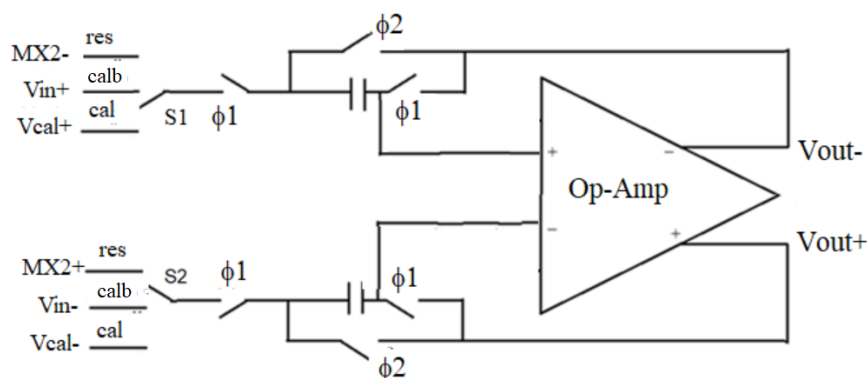 res
MX2-
calb
Vin+
cal
Vcal+
S1
ϕ1
ϕ2
ϕ1
+
-
Op-Amp
-
+
Vout-
Vout+
res
MX2+
S2
calb
Vin-
cal
Vcal-
ϕ1
ϕ1
ϕ2